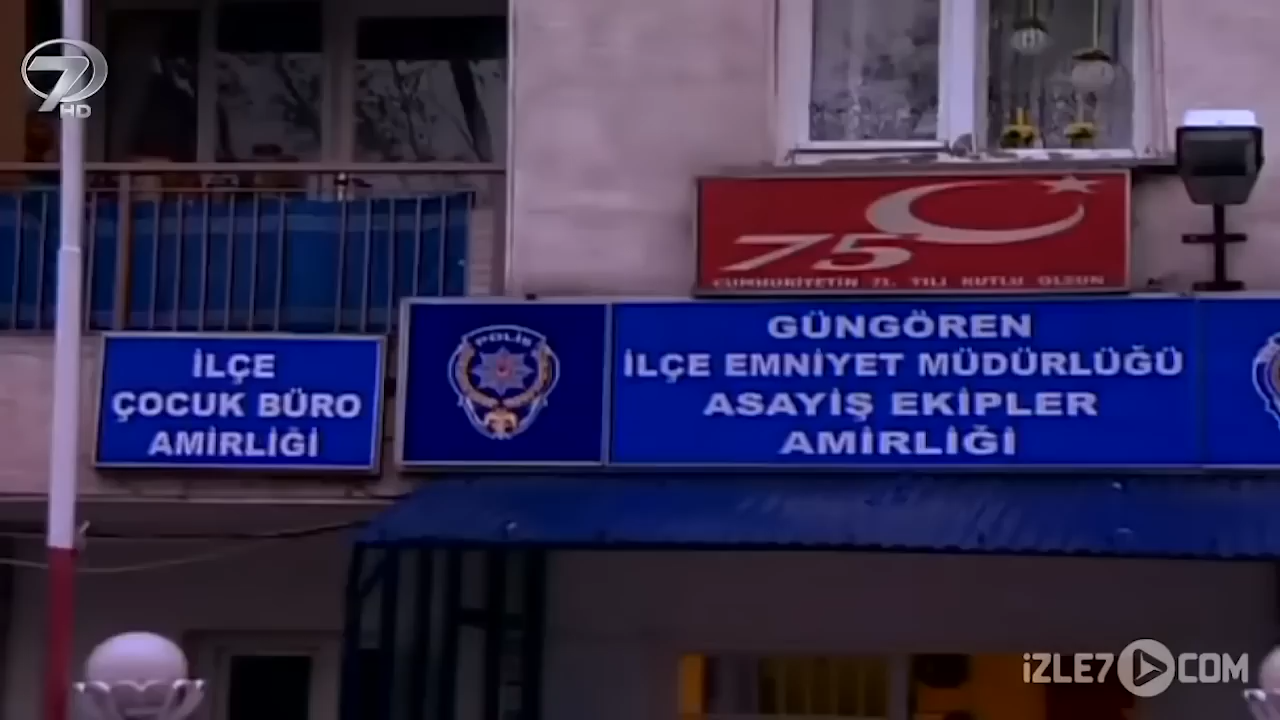 7
HD
75
CUMHURİYETİN 75. YILI KUTLU OLSUN
GÜNGÖREN
İLÇE EMNİYET MÜDÜRLÜĞÜ
ASAYİŞ EKİPLER
AMİRLİĞİ
POLİS
İLÇE
ÇOCUK BÜRO
AMİRLİĞİ
İZLE7 COM